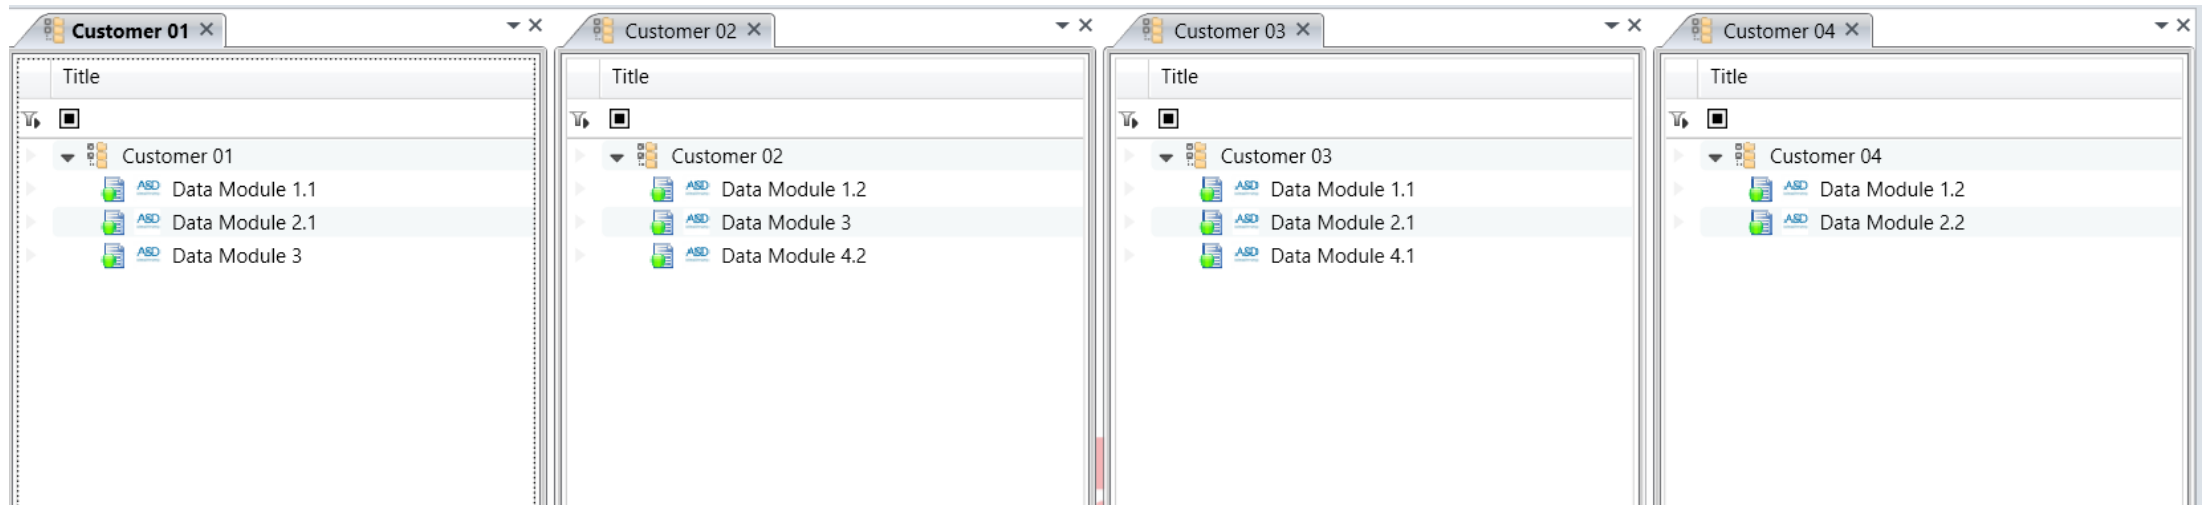 Customer 01
Customer 02
Customer 03
Customer 04
Title
Title
Title
Title
Customer 01
ASD Data Module 1.1
ASD Data Module 2.1
ASD Data Module 3
Customer 02
ASD Data Module 1.2
ASD Data Module 3
ASD Data Module 4.2
Customer 03
ASD Data Module 1.1
ASD Data Module 2.1
ASD Data Module 4.1
Customer 04
ASD Data Module 1.2
ASD Data Module 2.2